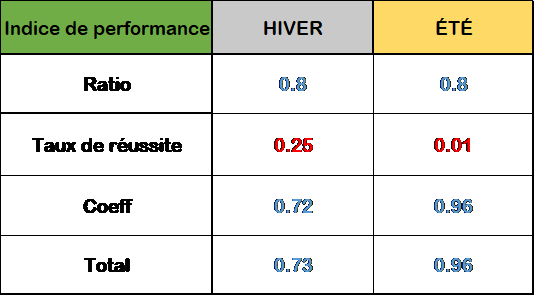 Indice de performance HIVER ÉTÉ
Ratio 0.8 0.8
Taux de réussite 0.25 0.01
Coeff 0.72 0.96
Total 0.73 0.96